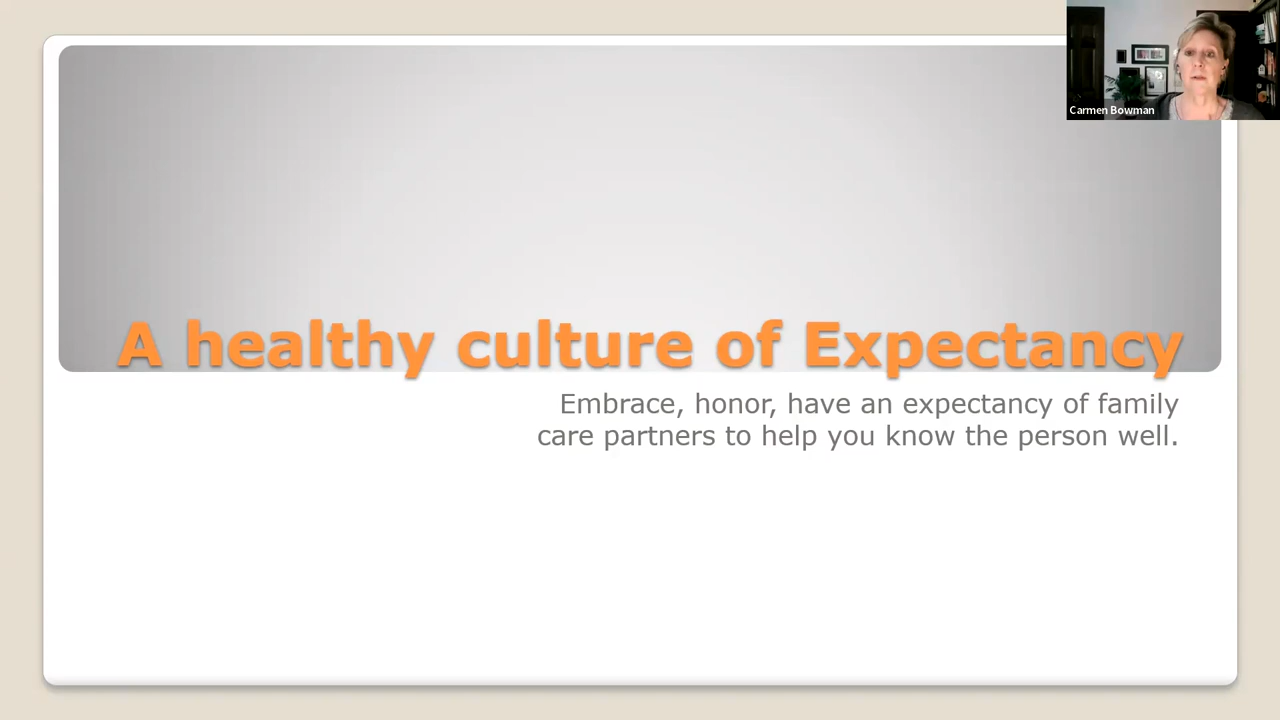 Carmen Bowman
A healthy culture of Expectancy
Embrace, honor, have an expectancy of family
care partners to help you know the person well.